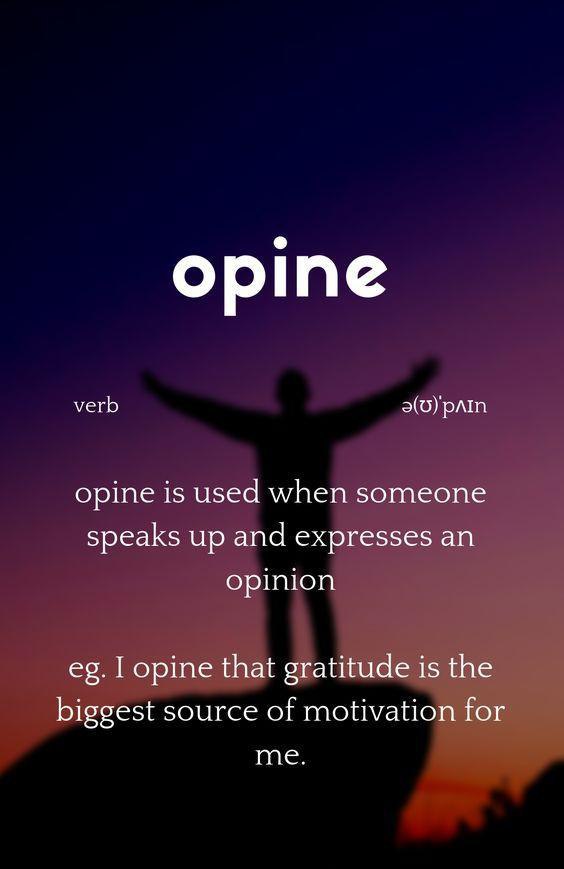 opine
verb
ə(ʊ)ˈpʌɪn
opine is used when someone
speaks up and expresses an
opinion
eg. I opine that gratitude is the
biggest source of motivation for
me.